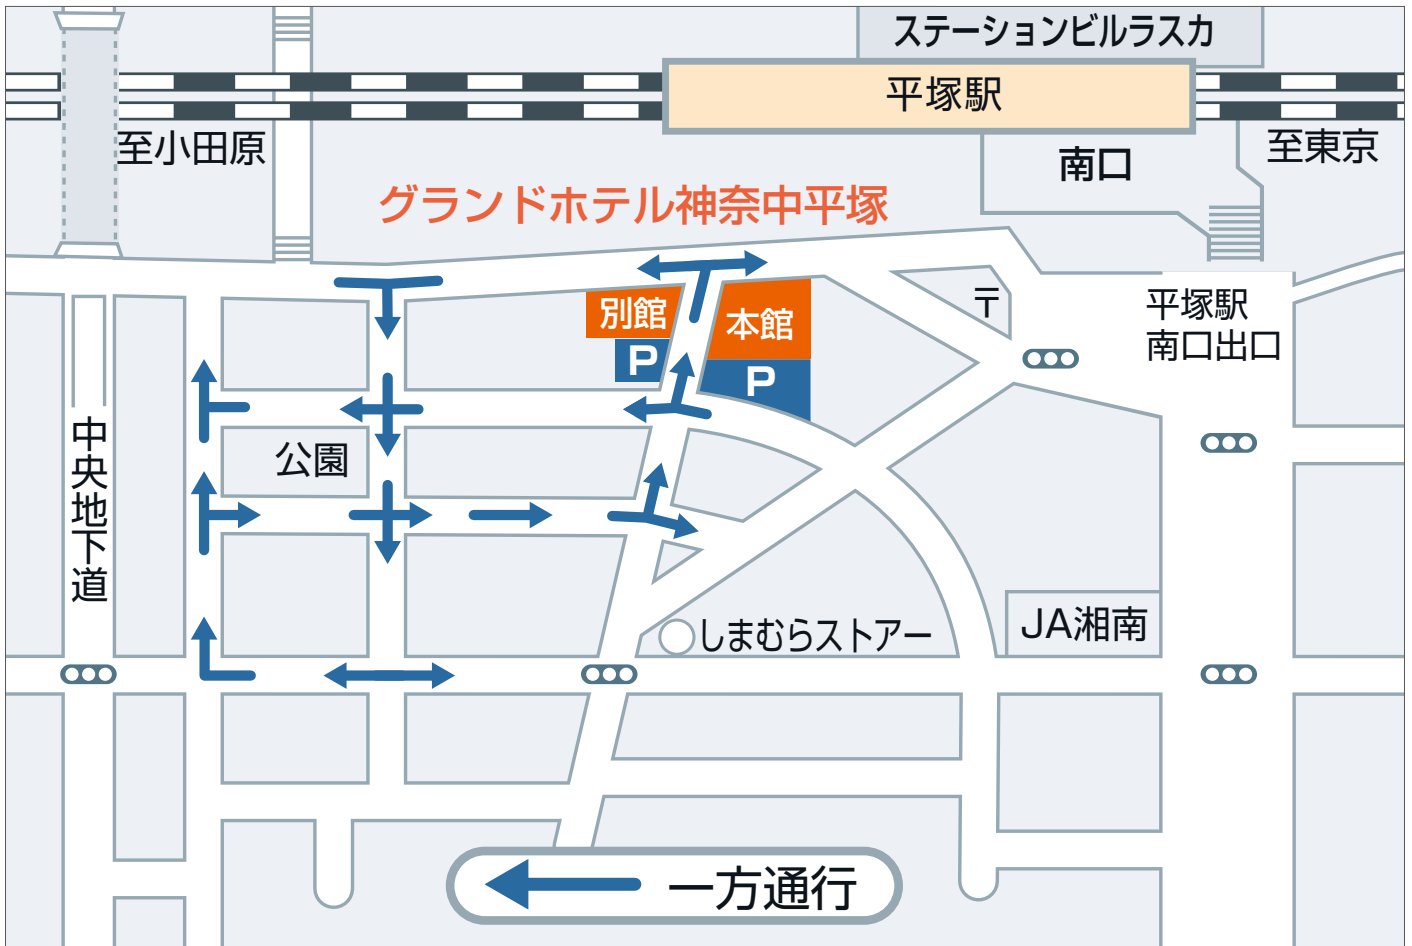 ステーションビルラスカ
平塚駅
至小田原
南口
至東京
グランドホテル神奈中平塚
別館
P
本館
P
〒
平塚駅
南口出口
中央地下道
公園
しまむらストアー
JA湘南
一方通行